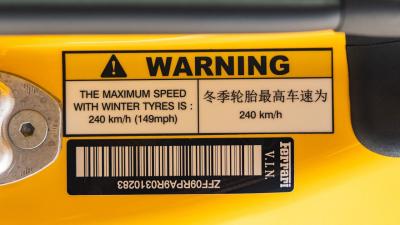 WARNING
THE MAXIMUM SPEED
WITH WINTER TYRES IS :
240 km/h (149mph)
冬季轮胎最高车速为
240 km/h
Ferrari
V.I.N.
ZFF09RPA9R0310283